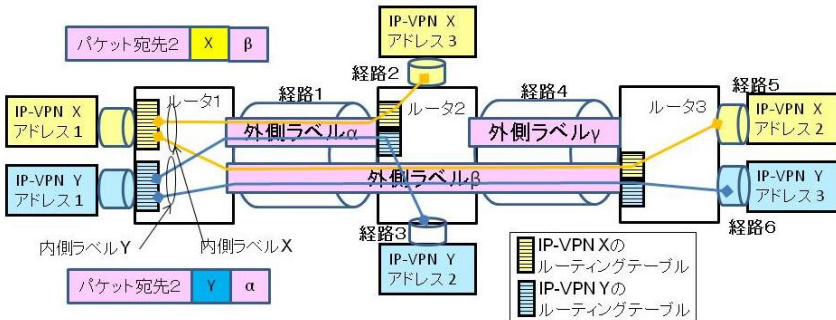 パケット宛先2 X β
IP-VPN X
アドレス3
経路2
ルータ1
経路1
ルータ2
経路4
ルータ3
経路5
IP-VPN X
アドレス1
外側ラベルα
外側ラベルγ
IP-VPN X
アドレス2
IP-VPN Y
アドレス1
外側ラベルβ
IP-VPN Y
アドレス3
内側ラベルY
内側ラベルX
経路3
経路6
IP-VPN Y
アドレス2
IP-VPN Xの
ルーティングテーブル
IP-VPN Yの
ルーティングテーブル
パケット宛先2 Y α